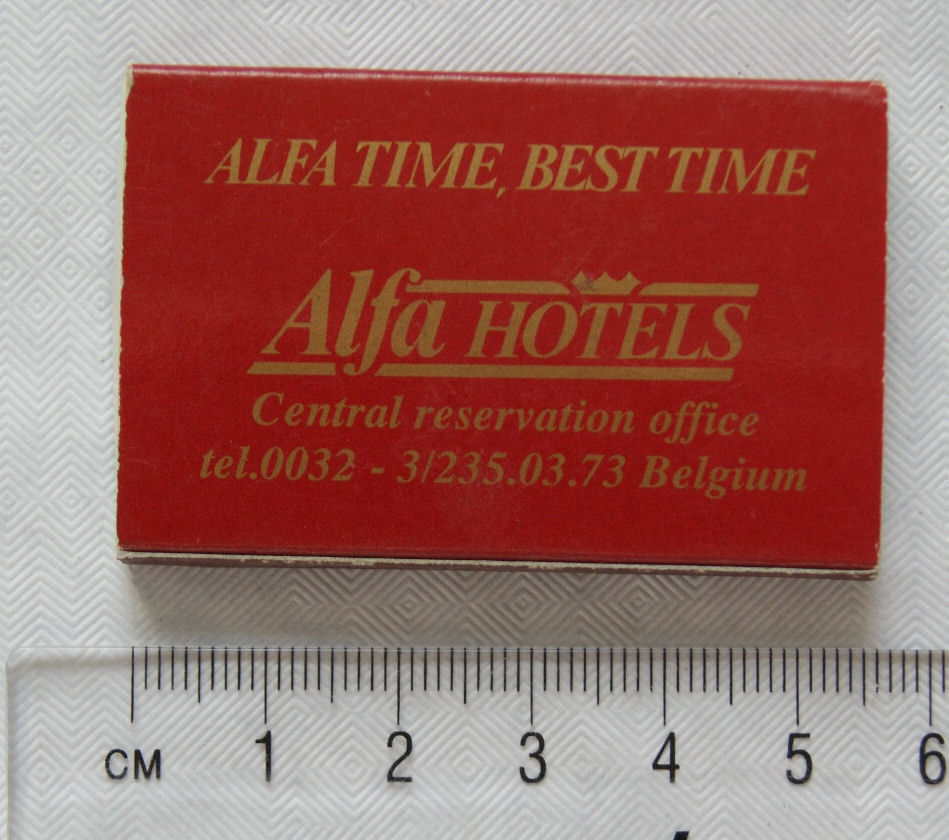 ALFA TIME, BEST TIME
Alfa HOTELS
Central reservation office
tel.0032 - 3/235.03.73 Belgium
CM 1 2 3 4 5 6